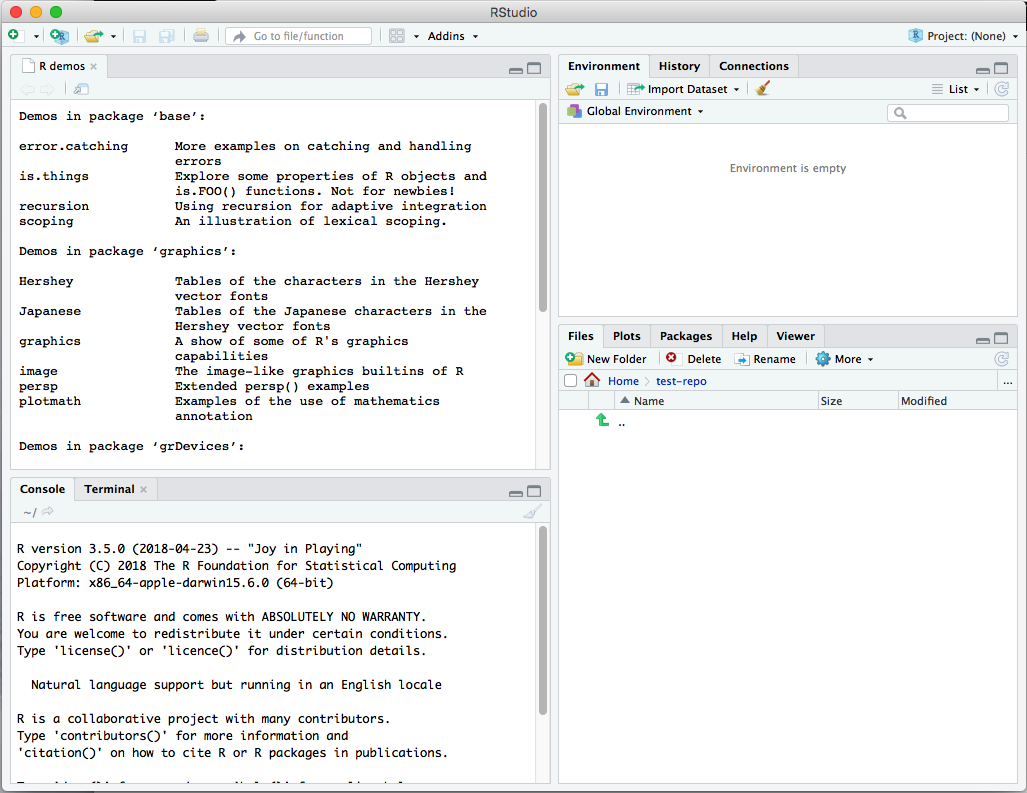 RStudio
Go to file/function
Addins
Project: (None)
R demos
Demos in package ‘base’:
error.catching More examples on catching and handling
errors
is.things Explore some properties of R objects and
is.FOO() functions. Not for newbies!
recursion Using recursion for adaptive integration
scoping An illustration of lexical scoping.
Demos in package ‘graphics’:
Hershey Tables of the characters in the Hershey
vector fonts
Japanese Tables of the Japanese characters in the
Hershey vector fonts
graphics A show of some of R's graphics
capabilities
image The image-like graphics builtins of R
persp Extended persp() examples
plotmath Examples of the use of mathematics
annotation
Demos in package ‘grDevices’:
Console Terminal
~/
R version 3.5.0 (2018-04-23) -- "Joy in Playing"
Copyright (C) 2018 The R Foundation for Statistical Computing
Platform: x86_64-apple-darwin15.6.0 (64-bit)
R is free software and comes with ABSOLUTELY NO WARRANTY.
You are welcome to redistribute it under certain conditions.
Type 'license()' or 'licence()' for distribution details.
Natural language support but running in an English locale
R is a collaborative project with many contributors.
Type 'contributors()' for more information and
'citation()' on how to cite R or R packages in publications.
Environment History Connections
Import Dataset
List
Global Environment
Environment is empty
Files Plots Packages Help Viewer
New Folder Delete Rename More
Home test-repo ...
Name Size Modified
..